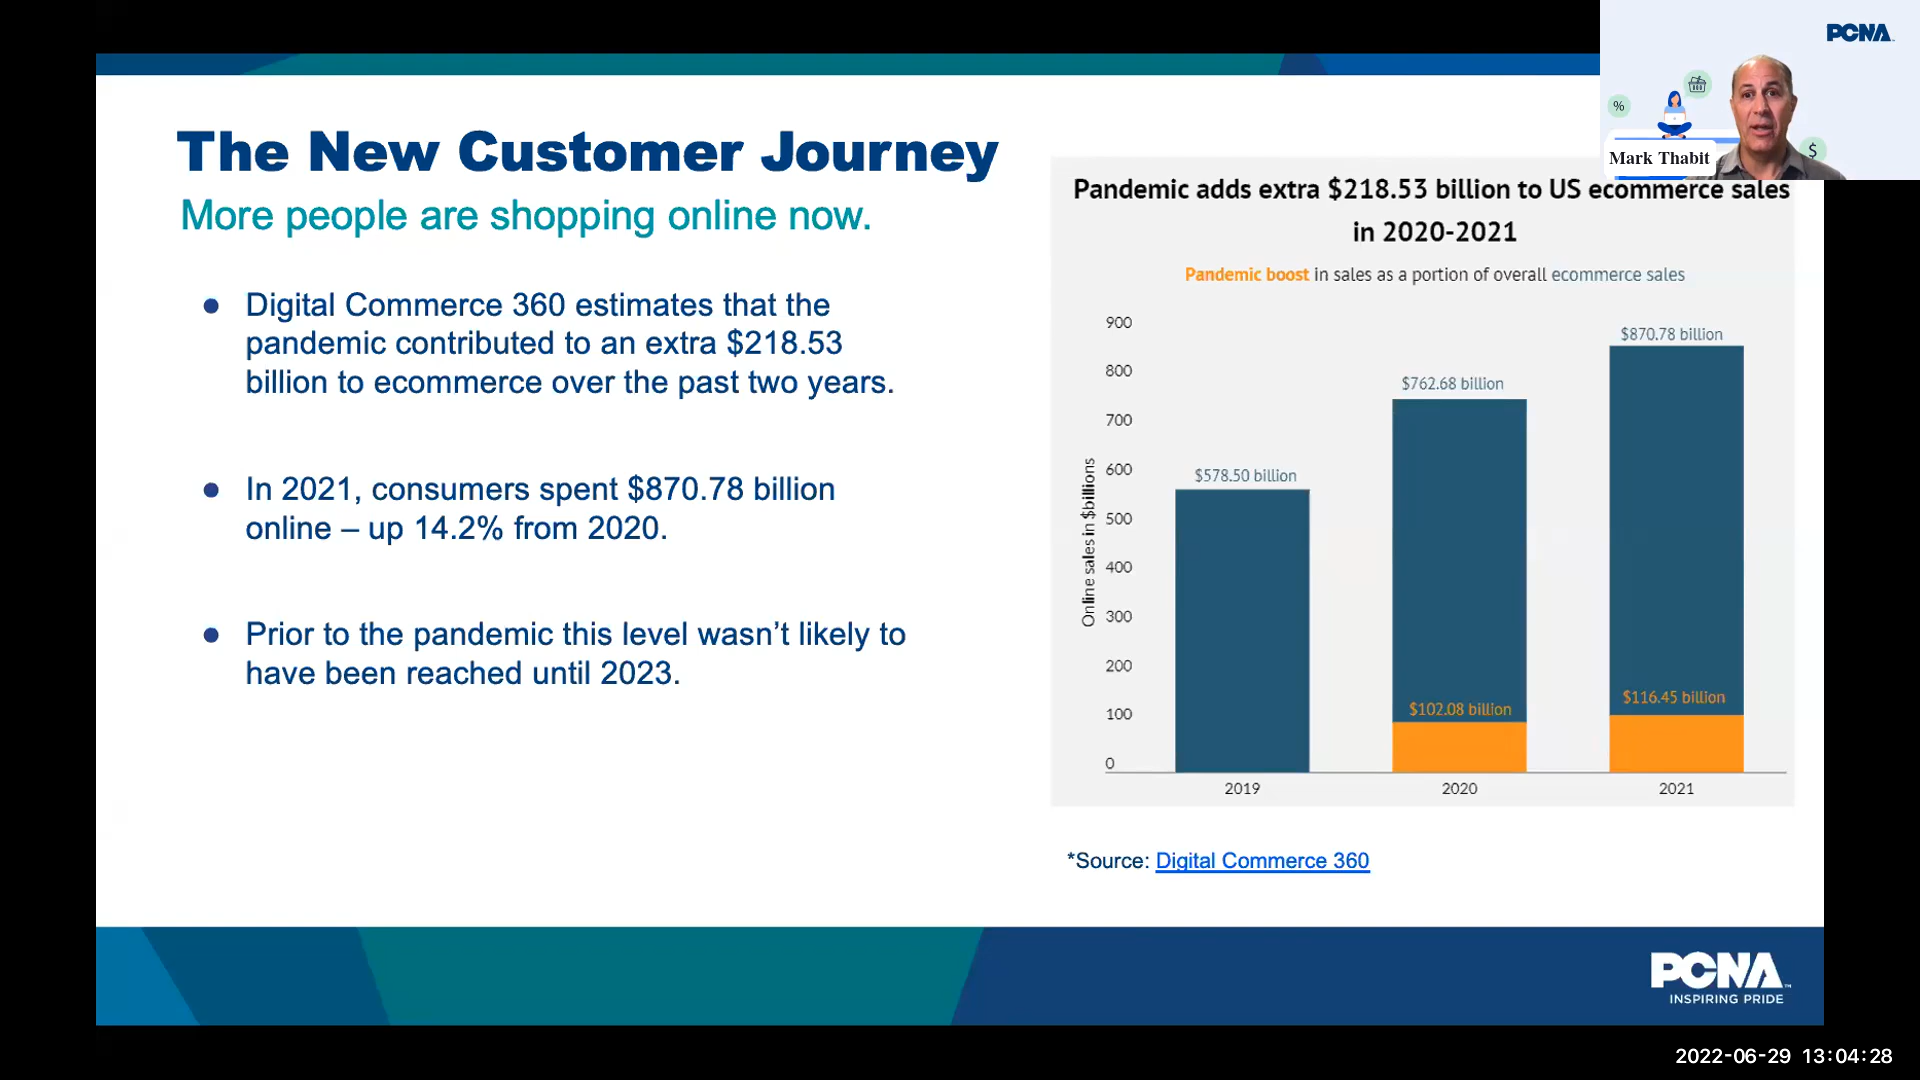 The New Customer Journey
More people are shopping online now.
● Digital Commerce 360 estimates that the
pandemic contributed to an extra $218.53
billion to ecommerce over the past two years.
● In 2021, consumers spent $870.78 billion
online – up 14.2% from 2020.
● Prior to the pandemic this level wasn’t likely to
have been reached until 2023.
PCNA
%
$
Mark Thabit
Pandemic adds extra $218.53 billion to US ecommerce sales
in 2020-2021
Pandemic boost in sales as a portion of overall ecommerce sales
Online sales in $billions
900
800
700
600
500
400
300
200
100
0
$578.50 billion
$762.68 billion
$870.78 billion
$102.08 billion
$116.45 billion
2019
2020
2021
*Source: Digital Commerce 360
PCNA™
INSPIRING PRIDE
2022-06-29 13:04:28